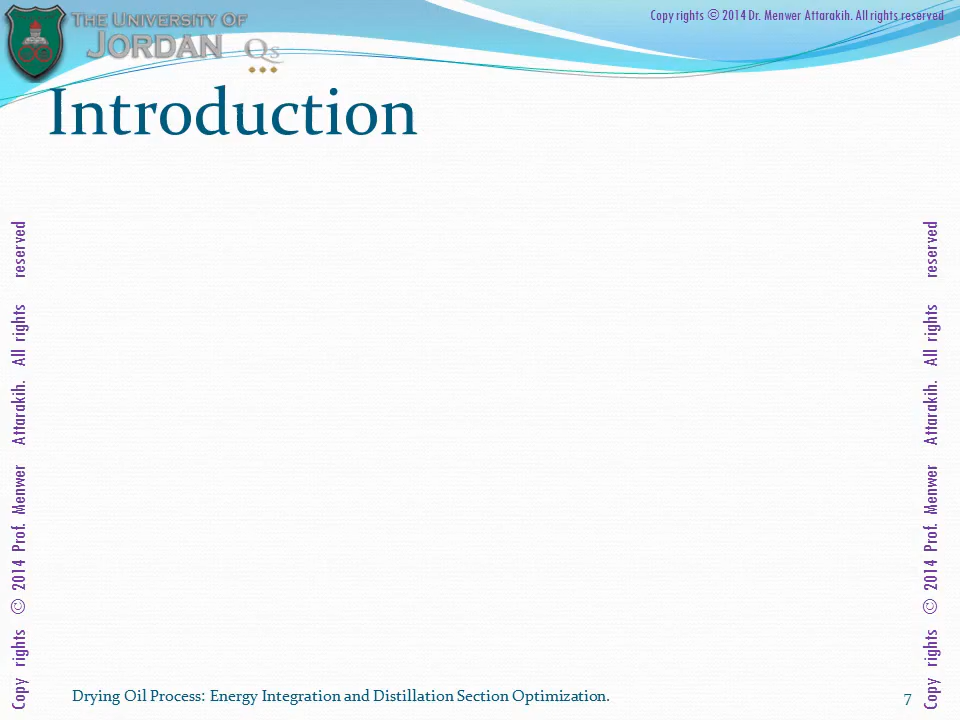 Copy rights © 2014 Dr. Menwer Attarakih. All rights reserved
THE UNIVERSITY OF
JORDAN QS
Introduction
Copy rights © 2014 Prof. Menwer Attarakih. All rights reserved
Copy rights © 2014 Prof. Menwer Attarakih. All rights reserved
Drying Oil Process: Energy Integration and Distillation Section Optimization.
7